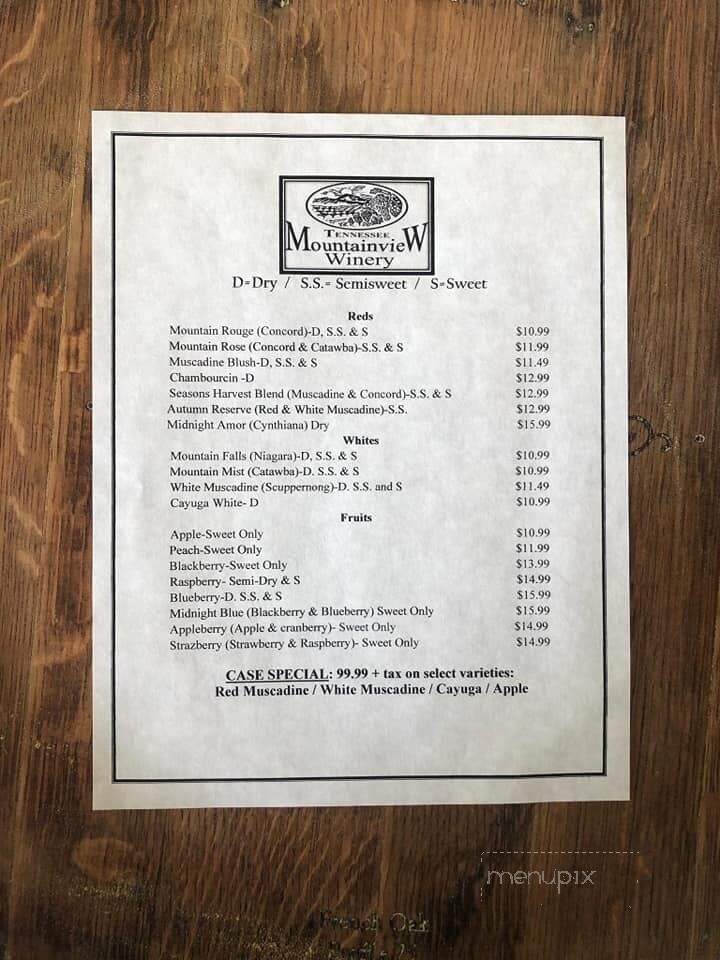 TENNESSEE
MountainvieW
Winery
D=Dry / S.S.= Semisweet / S=Sweet
Reds
Mountain Rouge (Concord)-D, S.S. & S $10.99
Mountain Rose (Concord & Catawba)-S.S. & S $11.99
Muscadine Blush-D, S.S. & S $11.49
Chambourcin -D $12.99
Seasons Harvest Blend (Muscadine & Concord)-S.S. & S $12.99
Autumn Reserve (Red & White Muscadine)-S.S. $12.99
Midnight Amor (Cynthiana) Dry $15.99
Whites
Mountain Falls (Niagara)-D, S.S. & S $10.99
Mountain Mist (Catawba)-D. S.S. & S $10.99
White Muscadine (Scuppernong)-D. S.S. and S $11.49
Cayuga White- D $10.99
Fruits
Apple-Sweet Only $10.99
Peach-Sweet Only $11.99
Blackberry-Sweet Only $13.99
Raspberry- Semi-Dry & S $14.99
Blueberry-D. S.S. & S $15.99
Midnight Blue (Blackberry & Blueberry) Sweet Only $15.99
Appleberry (Apple & cranberry)- Sweet Only $14.99
Strazberry (Strawberry & Raspberry)- Sweet Only $14.99
CASE SPECIAL: 99.99 + tax on select varieties:
Red Muscadine / White Muscadine / Cayuga / Apple
menupix
French Oak